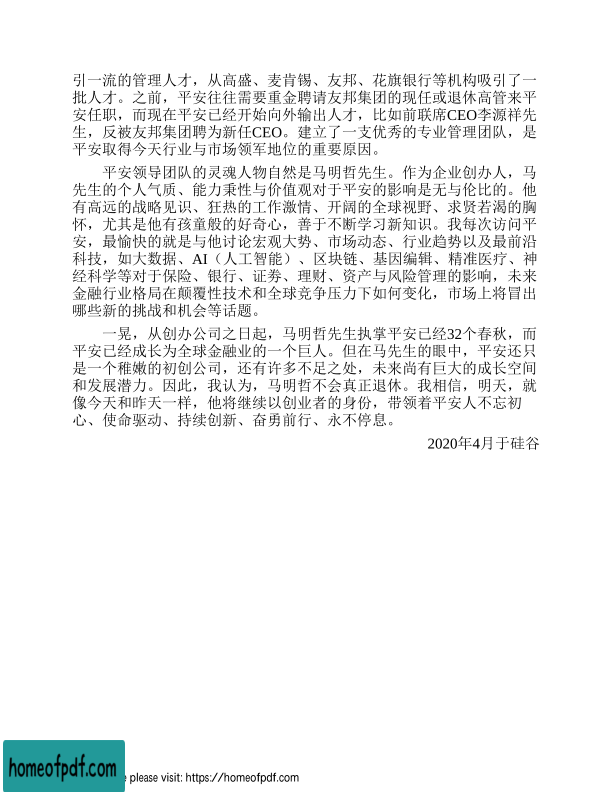 引一流的管理人才，从高盛、麦肯锡、友邦、花旗银行等机构吸引了一
批人才。之前，平安往往需要重金聘请友邦集团的现任或退休高管来平
安任职，而现在平安已经开始向外输出人才，比如前联席CEO李源祥先
生，反被友邦集团聘为新任CEO。建立了一支优秀的专业管理团队，是
平安取得今天行业与市场领军地位的重要原因。
平安领导团队的灵魂人物自然是马明哲先生。作为企业创办人，马
先生的个人气质、能力秉性与价值观对于平安的影响是无与伦比的。他
有高远的战略见识、狂热的工作激情、开阔的全球视野、求贤若渴的胸
怀，尤其是他有孩童般的好奇心，善于不断学习新知识。我每次访问平
安，最愉快的就是与他讨论宏观大势、市场动态、行业趋势以及最前沿
科技，如大数据、AI（人工智能）、区块链、基因编辑、精准医疗、神
经科学等对于保险、银行、证券、理财、资产与风险管理的影响，未来
金融行业格局在颠覆性技术和全球竞争压力下如何变化，市场上将冒出
哪些新的挑战和机会等话题。
一晃，从创办公司之日起，马明哲先生执掌平安已经32个春秋，而
平安已经成长为全球金融业的一个巨人。但在马先生的眼中，平安还只
是一个稚嫩的初创公司，还有许多不足之处，未来尚有巨大的成长空间
和发展潜力。因此，我认为，马明哲不会真正退休。我相信，明天，就
像今天和昨天一样，他将继续以创业者的身份，带领着平安人不忘初
心、使命驱动、持续创新、奋勇前行、永不停息。
2020年4月于硅谷
homeofpdf.com
please visit: https://homeofpdf.com